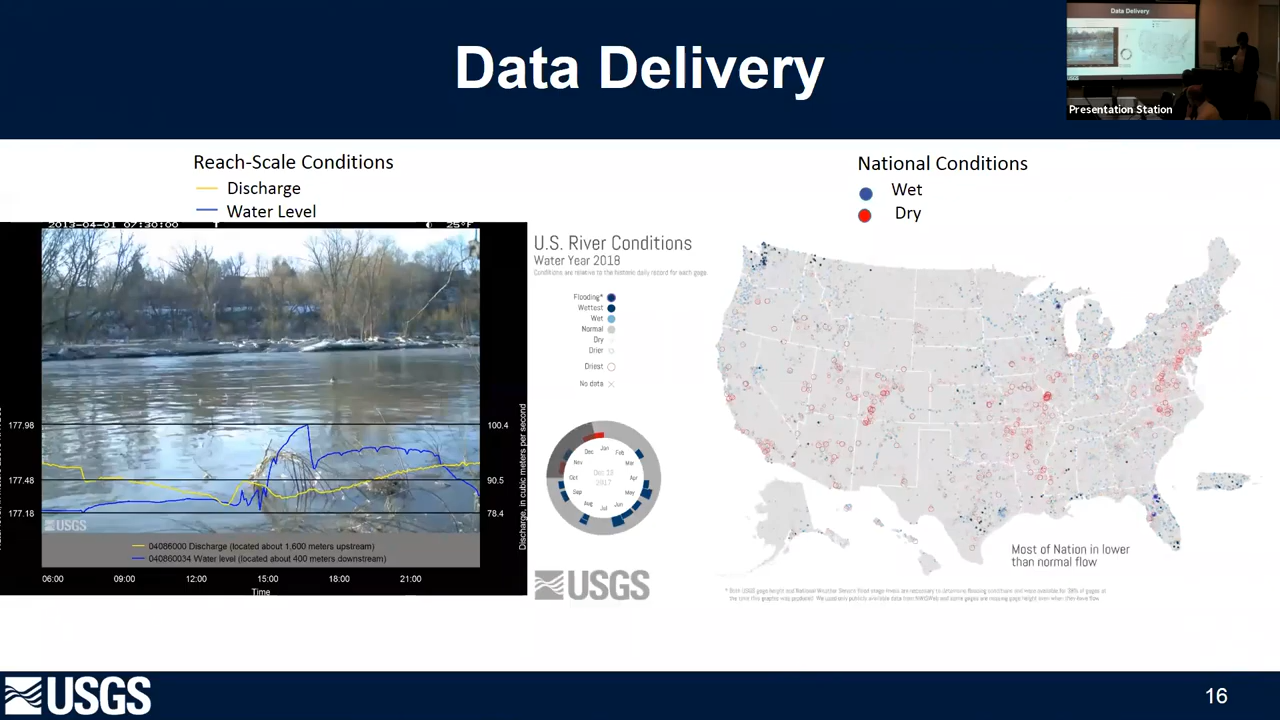 Data Delivery
Data Delivery
Presentation Station
Reach-Scale Conditions
Discharge
Water Level
National Conditions
Wet
Dry
2013-04-01 07:30:00
25°F
177.98
177.48
177.18
100.4
90.5
78.4
Discharge, in cubic meters per second
USGS
04086000 Discharge (located about 1,600 meters upstream)
040860034 Water level (located about 400 meters downstream)
06:00 09:00 12:00 15:00 18:00 21:00
Time
U.S. River Conditions
Water Year 2018
Conditions are relative to the historic daily record for each gage.
Flooding*
Wettest
Wet
Normal
Dry
Drier
Driest
No data
Jan
Feb
Mar
Apr
May
Jun
Jul
Aug
Sep
Oct
Nov
Dec
Dec 13
2017
USGS
Most of Nation in lower
than normal flow
USGS
16